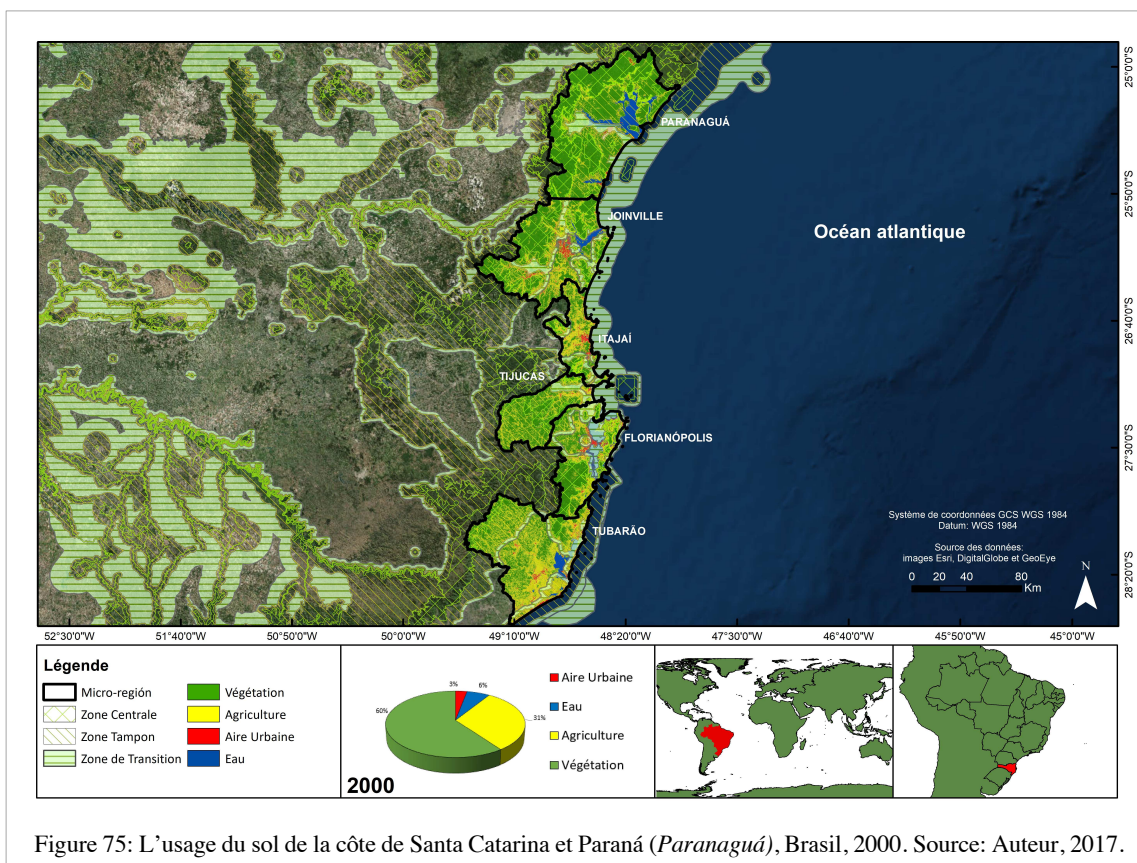 25°0'0"S
PARANAGUÁ
25°50'0"S
JOINVILLE
Océan atlantique
26°40'0"S
ITAJAÍ
TIJUCAS
27°30'0"S
FLORIANÓPOLIS
Système de coordonnées GCS WGS 1984
Datum: WGS 1984
TUBARÃO
Source des données:
images Esri, DigitalGlobe et GeoEye
0 20 40 80
Km
N
28°20'0"S
52°30'0"W 51°40'0"W 50°50'0"W 50°0'0"W 49°10'0"W 48°20'0"W 47°30'0"W 46°40'0"W 45°50'0"W 45°0'0"W
Légende
Micro-región
Zone Centrale
Zone Tampon
Zone de Transition
Végétation
Agriculture
Aire Urbaine
Eau
3% 6%
60%
31%
2000
Aire Urbaine
Eau
Agriculture
Végétation
Figure 75: L'usage du sol de la côte de Santa Catarina et Paraná (Paranaguá), Brasil, 2000. Source: Auteur, 2017.